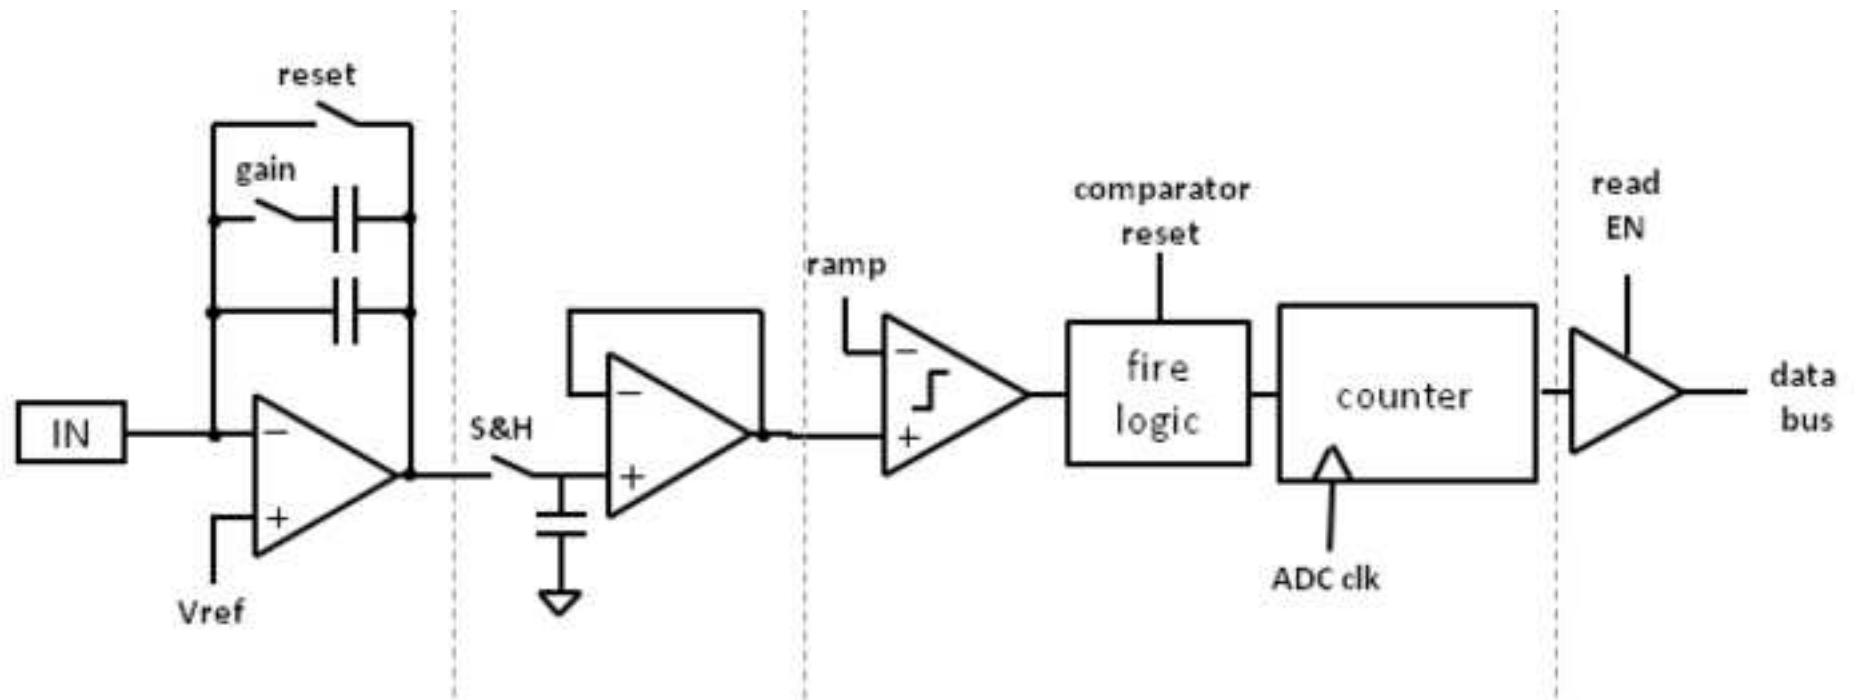 reset
gain
IN
Vref
S&H
ramp
comparator
reset
fire
logic
counter
ADC clk
read
EN
data
bus